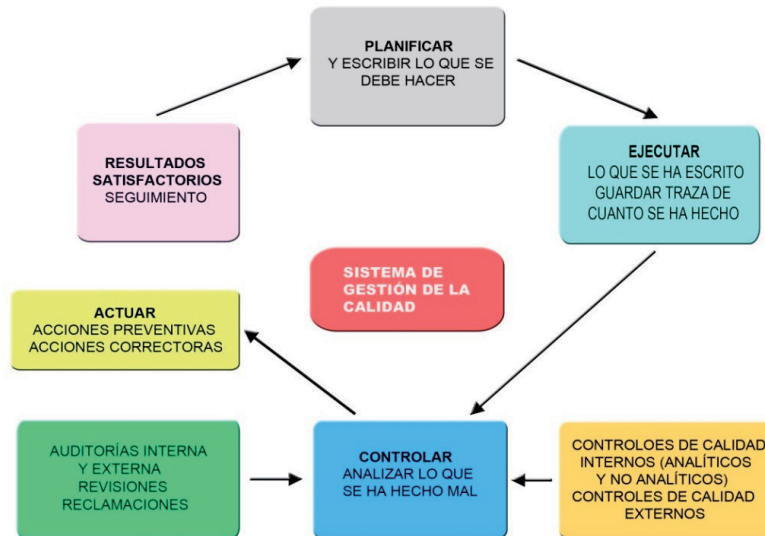 PLANIFICAR
Y ESCRIBIR LO QUE SE
DEBE HACER
RESULTADOS
SATISFACTORIOS
SEGUIMIENTO
EJECUTAR
LO QUE SE HA ESCRITO
GUARDAR TRAZA DE
CUANTO SE HA HECHO
SISTEMA DE
GESTIÓN DE LA
CALIDAD
ACTUAR
ACCIONES PREVENTIVAS
ACCIONES CORRECTORAS
AUDITORÍAS INTERNA
Y EXTERNA
REVISIONES
RECLAMACIONES
CONTROLAR
ANALIZAR LO QUE
SE HA HECHO MAL
CONTROLOES DE CALIDAD
INTERNOS (ANALÍTICOS
Y NO ANALÍTICOS)
CONTROLES DE CALIDAD
EXTERNOS